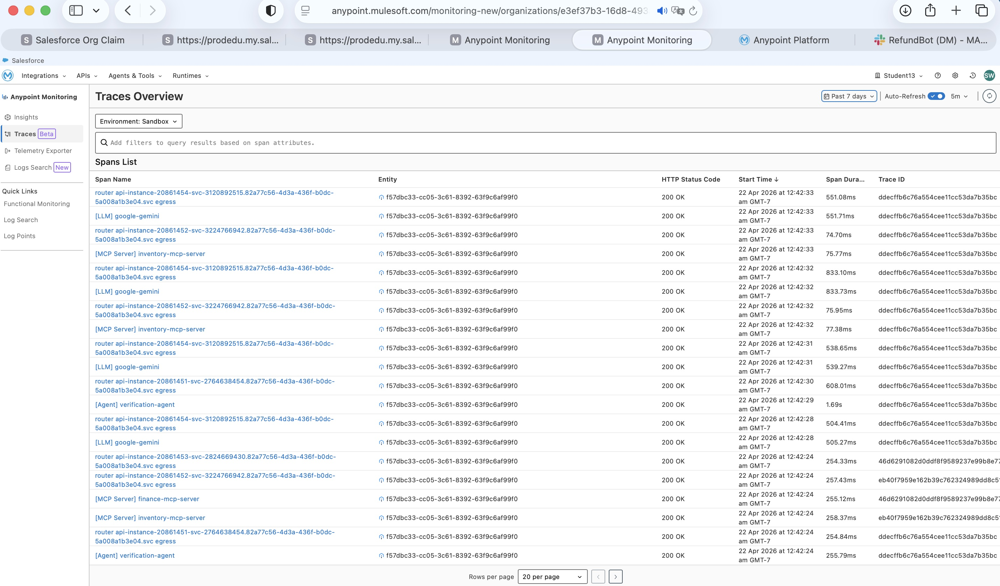 anypoint.mulesoft.com/monitoring-new/organizations/e3ef37b3-16d8-493
S Salesforce Org Claim
S https://prodedu.my.sal...
S https://prodedu.my.sal...
M Anypoint Monitoring
M Anypoint Monitoring
Anypoint Platform
RefundBot (DM) - MA...
Salesforce
Integrations
APIs
Agents & Tools
Runtimes
Student13
SW
Anypoint Monitoring
Insights
Traces Beta
Telemetry Exporter
Logs Search New
Quick Links
Functional Monitoring
Log Search
Log Points
Traces Overview
Past 7 days
Auto-Refresh
5m
Environment: Sandbox
Add filters to query results based on span attributes.
Spans List
Span Name Entity HTTP Status Code Start Time ↓ Span Dura... Trace ID
router api-instance-20861454-svc-3120892515.82a77c56-4d3a-436f-b0dc-
5a008a1b3e04.svc egress
f57dbc33-cc05-3c61-8392-63f9c6af99f0
200 OK
22 Apr 2026 at 12:42:33
am GMT-7
551.08ms
ddecffb6c76a554cee11cc53da7b35bc
[LLM] google-gemini
f57dbc33-cc05-3c61-8392-63f9c6af99f0
200 OK
22 Apr 2026 at 12:42:33
am GMT-7
551.71ms
ddecffb6c76a554cee11cc53da7b35bc
router api-instance-20861452-svc-3224766942.82a77c56-4d3a-436f-b0dc-
5a008a1b3e04.svc egress
f57dbc33-cc05-3c61-8392-63f9c6af99f0
200 OK
22 Apr 2026 at 12:42:33
am GMT-7
74.70ms
ddecffb6c76a554cee11cc53da7b35bc
[MCP Server] inventory-mcp-server
f57dbc33-cc05-3c61-8392-63f9c6af99f0
200 OK
22 Apr 2026 at 12:42:33
am GMT-7
75.77ms
ddecffb6c76a554cee11cc53da7b35bc
router api-instance-20861454-svc-3120892515.82a77c56-4d3a-436f-b0dc-
5a008a1b3e04.svc egress
f57dbc33-cc05-3c61-8392-63f9c6af99f0
200 OK
22 Apr 2026 at 12:42:32
am GMT-7
833.10ms
ddecffb6c76a554cee11cc53da7b35bc
[LLM] google-gemini
f57dbc33-cc05-3c61-8392-63f9c6af99f0
200 OK
22 Apr 2026 at 12:42:32
am GMT-7
833.73ms
ddecffb6c76a554cee11cc53da7b35bc
router api-instance-20861452-svc-3224766942.82a77c56-4d3a-436f-b0dc-
5a008a1b3e04.svc egress
f57dbc33-cc05-3c61-8392-63f9c6af99f0
200 OK
22 Apr 2026 at 12:42:32
am GMT-7
75.95ms
ddecffb6c76a554cee11cc53da7b35bc
[MCP Server] inventory-mcp-server
f57dbc33-cc05-3c61-8392-63f9c6af99f0
200 OK
22 Apr 2026 at 12:42:32
am GMT-7
77.38ms
ddecffb6c76a554cee11cc53da7b35bc
router api-instance-20861454-svc-3120892515.82a77c56-4d3a-436f-b0dc-
5a008a1b3e04.svc egress
f57dbc33-cc05-3c61-8392-63f9c6af99f0
200 OK
22 Apr 2026 at 12:42:31
am GMT-7
538.65ms
ddecffb6c76a554cee11cc53da7b35bc
[LLM] google-gemini
f57dbc33-cc05-3c61-8392-63f9c6af99f0
200 OK
22 Apr 2026 at 12:42:31
am GMT-7
539.27ms
ddecffb6c76a554cee11cc53da7b35bc
router api-instance-20861451-svc-2764638454.82a77c56-4d3a-436f-b0dc-
5a008a1b3e04.svc egress
f57dbc33-cc05-3c61-8392-63f9c6af99f0
200 OK
22 Apr 2026 at 12:42:30
am GMT-7
608.01ms
ddecffb6c76a554cee11cc53da7b35bc
[Agent] verification-agent
f57dbc33-cc05-3c61-8392-63f9c6af99f0
200 OK
22 Apr 2026 at 12:42:29
am GMT-7
1.69s
ddecffb6c76a554cee11cc53da7b35bc
router api-instance-20861454-svc-3120892515.82a77c56-4d3a-436f-b0dc-
5a008a1b3e04.svc egress
f57dbc33-cc05-3c61-8392-63f9c6af99f0
200 OK
22 Apr 2026 at 12:42:28
am GMT-7
504.41ms
ddecffb6c76a554cee11cc53da7b35bc
[LLM] google-gemini
f57dbc33-cc05-3c61-8392-63f9c6af99f0
200 OK
22 Apr 2026 at 12:42:28
am GMT-7
505.27ms
ddecffb6c76a554cee11cc53da7b35bc
router api-instance-20861453-svc-2824669430.82a77c56-4d3a-436f-b0dc-
5a008a1b3e04.svc egress
f57dbc33-cc05-3c61-8392-63f9c6af99f0
200 OK
22 Apr 2026 at 12:42:24
am GMT-7
254.33ms
46d6291082d0ddf8f9589237e99b8e77
router api-instance-20861452-svc-3224766942.82a77c56-4d3a-436f-b0dc-
5a008a1b3e04.svc egress
f57dbc33-cc05-3c61-8392-63f9c6af99f0
200 OK
22 Apr 2026 at 12:42:24
am GMT-7
257.43ms
eb40f7959e162b39c762324989dd8c5
[MCP Server] finance-mcp-server
f57dbc33-cc05-3c61-8392-63f9c6af99f0
200 OK
22 Apr 2026 at 12:42:24
am GMT-7
255.12ms
46d6291082d0ddf8f9589237e99b8e77
[MCP Server] inventory-mcp-server
f57dbc33-cc05-3c61-8392-63f9c6af99f0
200 OK
22 Apr 2026 at 12:42:24
am GMT-7
258.37ms
eb40f7959e162b39c762324989dd8c5
router api-instance-20861451-svc-2764638454.82a77c56-4d3a-436f-b0dc-
5a008a1b3e04.svc egress
f57dbc33-cc05-3c61-8392-63f9c6af99f0
200 OK
22 Apr 2026 at 12:42:24
am GMT-7
254.84ms
ddecffb6c76a554cee11cc53da7b35bc
[Agent] verification-agent
f57dbc33-cc05-3c61-8392-63f9c6af99f0
200 OK
22 Apr 2026 at 12:42:24
am GMT-7
255.79ms
ddecffb6c76a554cee11cc53da7b35bc
Rows per page 20 per page